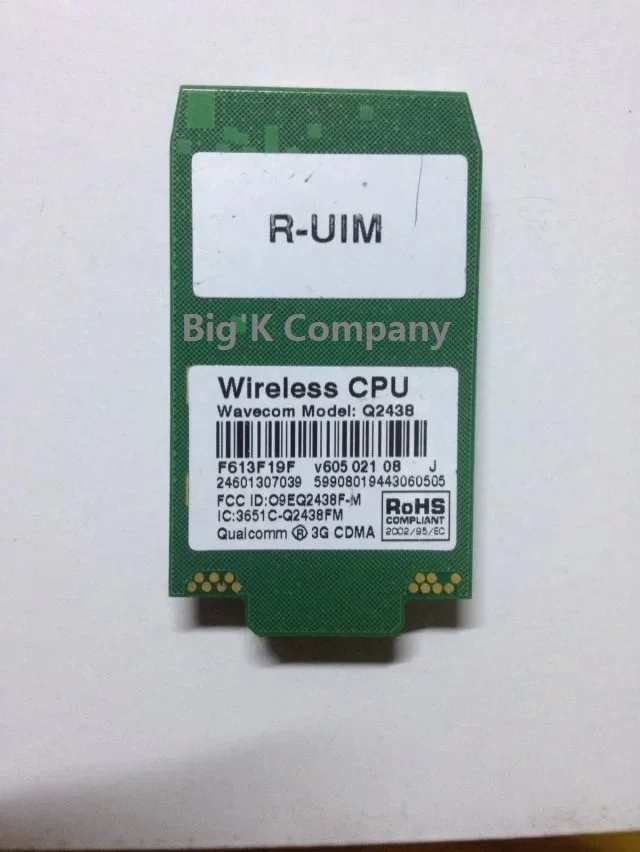 R-UIM
Big'K Company
Wireless CPU
Wavecom Model: Q2438
F613F19F v605 021 08 J
24601307039 59908019443060505
FCC ID:O9EQ2438F-M
IC:3651C-Q2438FM
Qualcomm ® 3G CDMA
RoHS
COMPLIANT
2002/95/EC